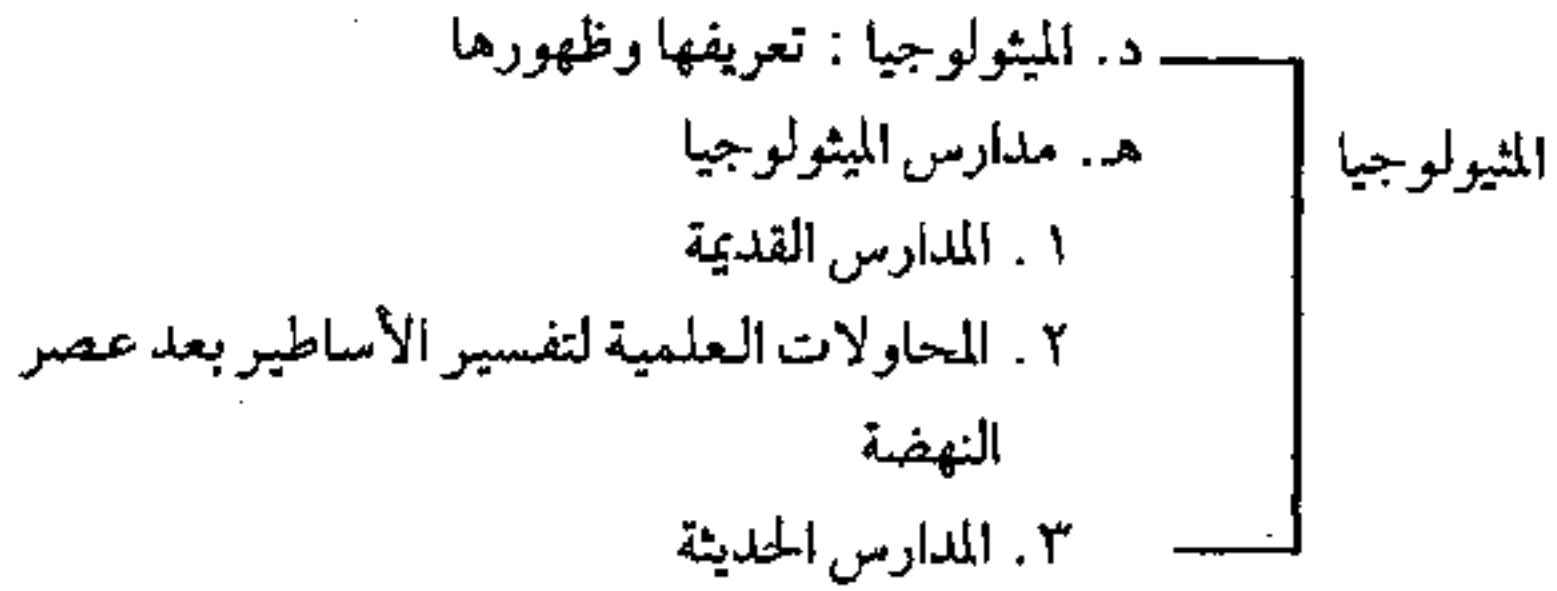 د. الميثولوجيا : تعريفها وظهورها
المثيولوجيا
هـ. مدارس الميثولوجيا
١. المدارس القديمة
٢. المحاولات العلمية لتفسير الأساطير بعد عصر
النهضة
٣. المدارس الحديثة